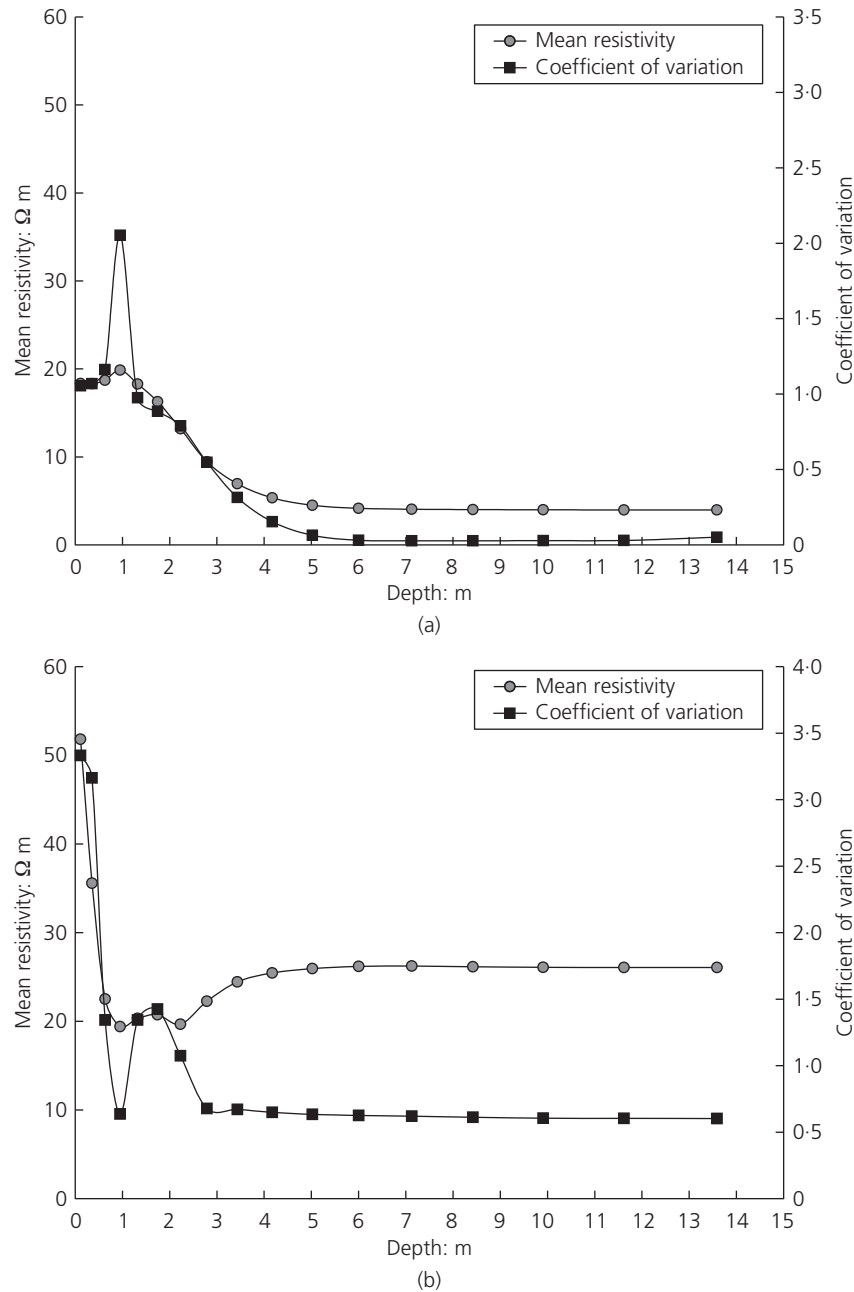 60
50
40
30
20
10
0
Mean resistivity: Ω m
3·5
3·0
2·5
2·0
1·5
1·0
0·5
0
Coefficient of variation
Mean resistivity
Coefficient of variation
0 1 2 3 4 5 6 7 8 9 10 11 12 13 14 15
Depth: m
(a)
60
50
40
30
20
10
0
Mean resistivity: Ω m
4·0
3·5
3·0
2·5
2·0
1·5
1·0
0·5
0
Coefficient of variation
Mean resistivity
Coefficient of variation
0 1 2 3 4 5 6 7 8 9 10 11 12 13 14 15
Depth: m
(b)